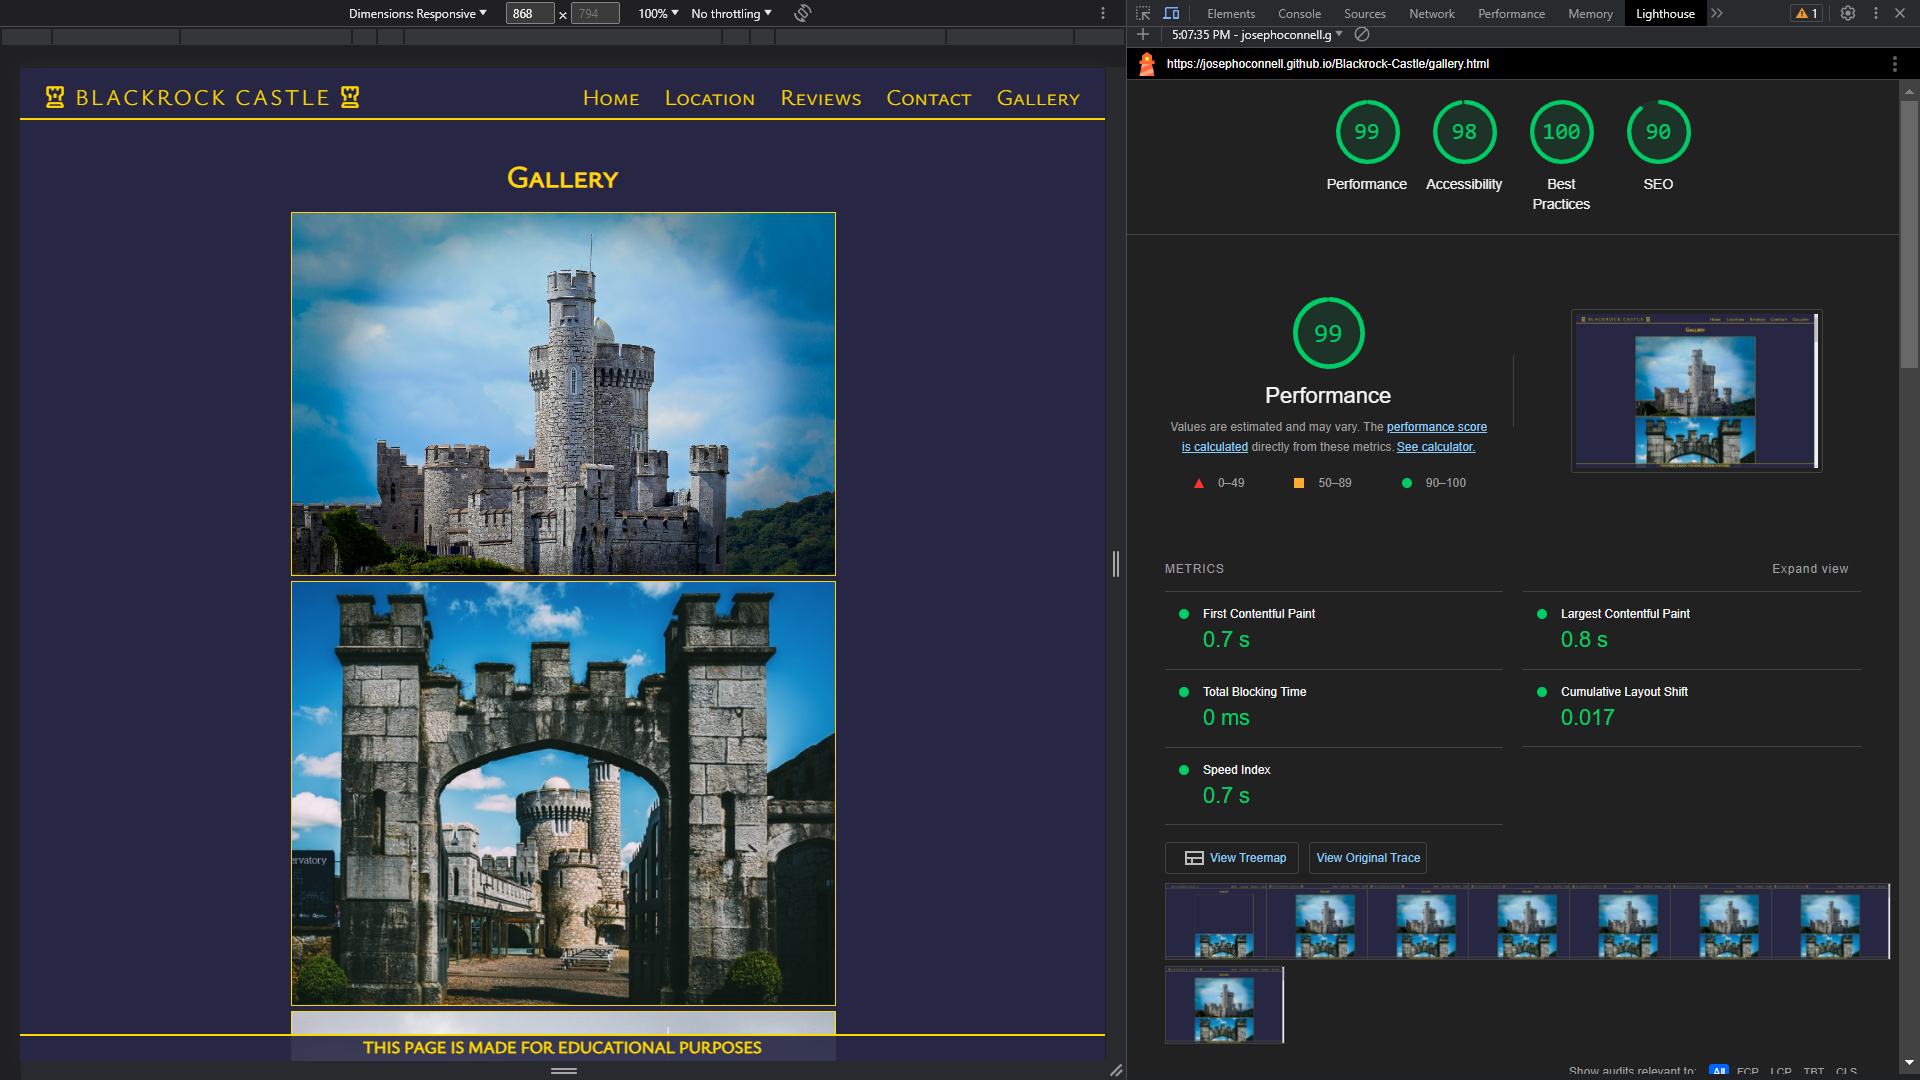 Dimensions: Responsive 868 x 794 100% No throttling
BLACKROCK CASTLE
Home Location Reviews Contact Gallery
Gallery
ervatory
THIS PAGE IS MADE FOR EDUCATIONAL PURPOSES
Elements Console Sources Network Performance Memory Lighthouse 1
5:07:35 PM - josephoconnell.g
https://josephoconnell.github.io/Blackrock-Castle/gallery.html
99 98 100 90
Performance Accessibility Best Practices SEO
99
Performance
Values are estimated and may vary. The performance score
is calculated directly from these metrics. See calculator.
0–49 50–89 90–100
METRICS
Expand view
First Contentful Paint
0.7 s
Largest Contentful Paint
0.8 s
Total Blocking Time
0 ms
Cumulative Layout Shift
0.017
Speed Index
0.7 s
View Treemap View Original Trace
Show audits relevant to: All FCP LCP TBT CLS